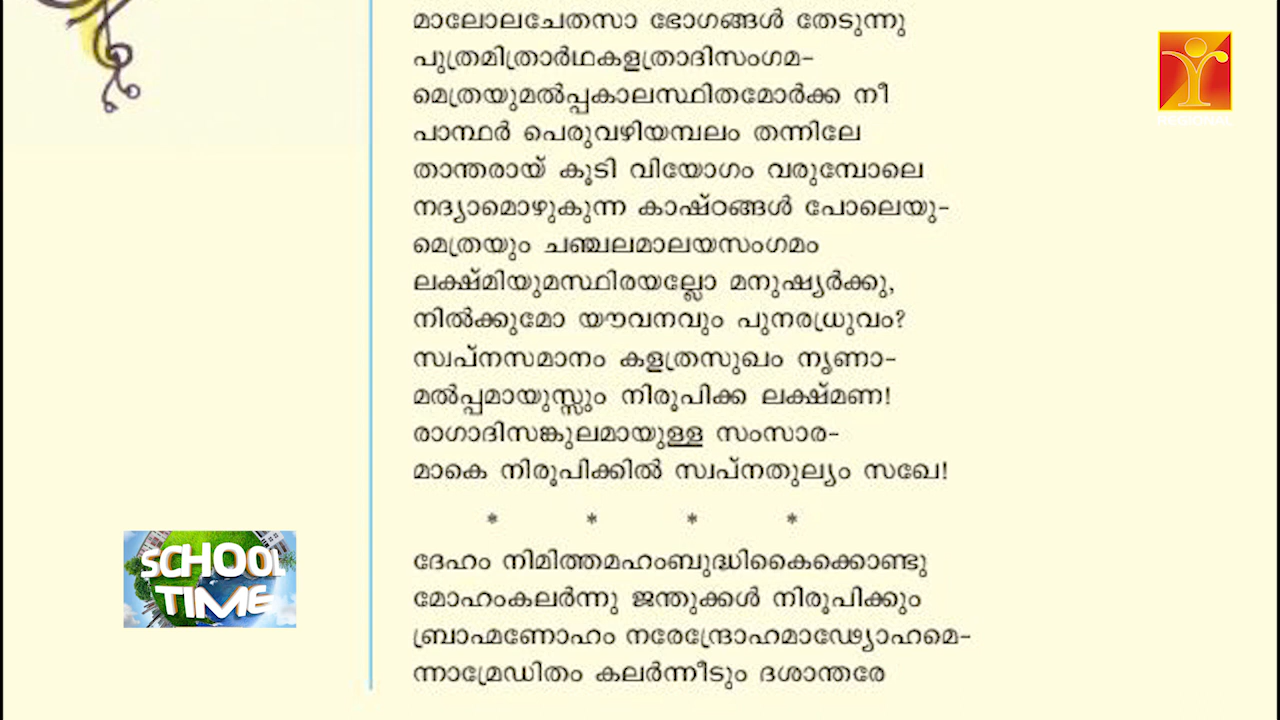 മാലോലചേതസാ ഭോഗങ്ങൾ തേടുന്നു
പുത്രമിത്രാർഥകളത്രാദിസംഗമ-
മെത്രയുമൽപ്പകാലസ്ഥിതമോർക്ക നീ
പാന്ഥർ പെരുവഴിയമ്പലം തന്നിലേ
താന്തരായ് കൂടി വിയോഗം വരുമ്പോലെ
നദ്യാമൊഴുകുന്ന കാഷ്ഠങ്ങൾ പോലെയു-
മെത്രയും ചഞ്ചലമാലയസംഗമം
ലക്ഷ്മിയുമസ്ഥിരയല്ലോ മനുഷ്യർക്കു,
നിൽക്കുമോ യൗവനവും പുനരധ്രുവം?
സ്വപ്നസമാനം കളത്രസുഖം നൃണാ-
മൽപ്പമായുസ്സും നിരൂപിക്ക ലക്ഷ്മണ!
രാഗാദിസങ്കുലമായുള്ള സംസാര-
മാകെ നിരൂപിക്കിൽ സ്വപ്നതുല്യം സഖേ!
* * * *
ദേഹം നിമിത്തമഹംബുദ്ധികൈക്കൊണ്ടു
മോഹംകലർന്നു ജന്തുക്കൾ നിരൂപിക്കും
ബ്രാഹ്മണോഹം നരേന്ദ്രോഹമാഢ്യോഹമെ-
ന്നാമ്രേഡിതം കലർന്നീടും ദശാന്തരേ
REGIONAL
SCHOOL
TIME